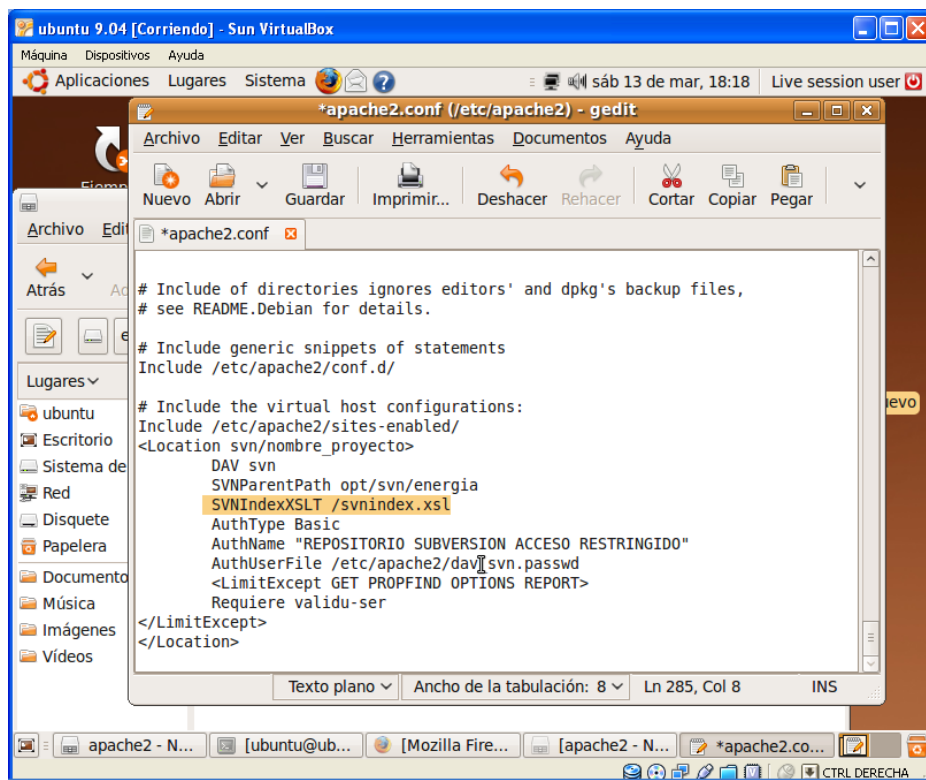 ubuntu 9.04 [Corriendo] - Sun VirtualBox
Máquina Dispositivos Ayuda
Aplicaciones Lugares Sistema sáb 13 de mar, 18:18 Live session user
*apache2.conf (/etc/apache2) - gedit
Archivo Editar Ver Buscar Herramientas Documentos Ayuda
Nuevo Abrir Guardar Imprimir... Deshacer Rehacer Cortar Copiar Pegar
*apache2.conf
Archivo
Atrás
Lugares
ubuntu
Escritorio
Sistema de
Red
Disquete
Papelera
Documento
Música
Imágenes
Vídeos
# Include of directories ignores editors' and dpkg's backup files,
# see README.Debian for details.
# Include generic snippets of statements
Include /etc/apache2/conf.d/
# Include the virtual host configurations:
Include /etc/apache2/sites-enabled/
<Location svn/nombre_proyecto>
DAV svn
SVNParentPath opt/svn/energia
SVNIndexXSLT /svnindex.xsl
AuthType Basic
AuthName "REPOSITORIO SUBVERSION ACCESO RESTRINGIDO"
AuthUserFile /etc/apache2/dav_svn.passwd
<LimitExcept GET PROPFIND OPTIONS REPORT>
Requiere validu-ser
</LimitExcept>
</Location>
Texto plano Ancho de la tabulación: 8 Ln 285, Col 8 INS
apache2 - N... [ubuntu@ub... [Mozilla Fire... [apache2 - N... *apache2.co...
CTRL DERECHA